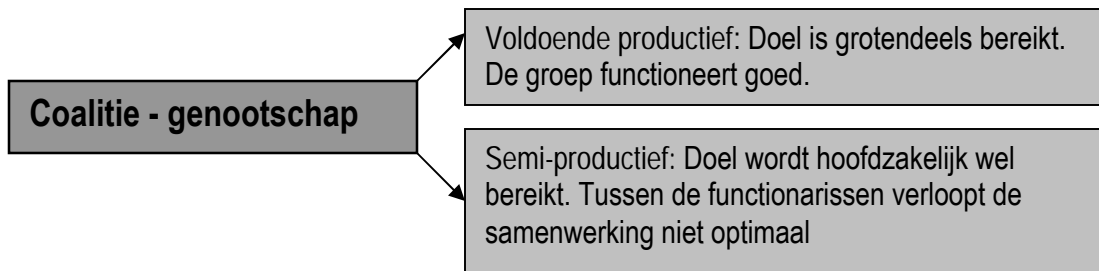 Voldoende productief: Doel is grotendeels bereikt.
De groep functioneert goed.
Coalitie - genootschap
Semi-productief: Doel wordt hoofdzakelijk wel
bereikt. Tussen de functionarissen verloopt de
samenwerking niet optimaal